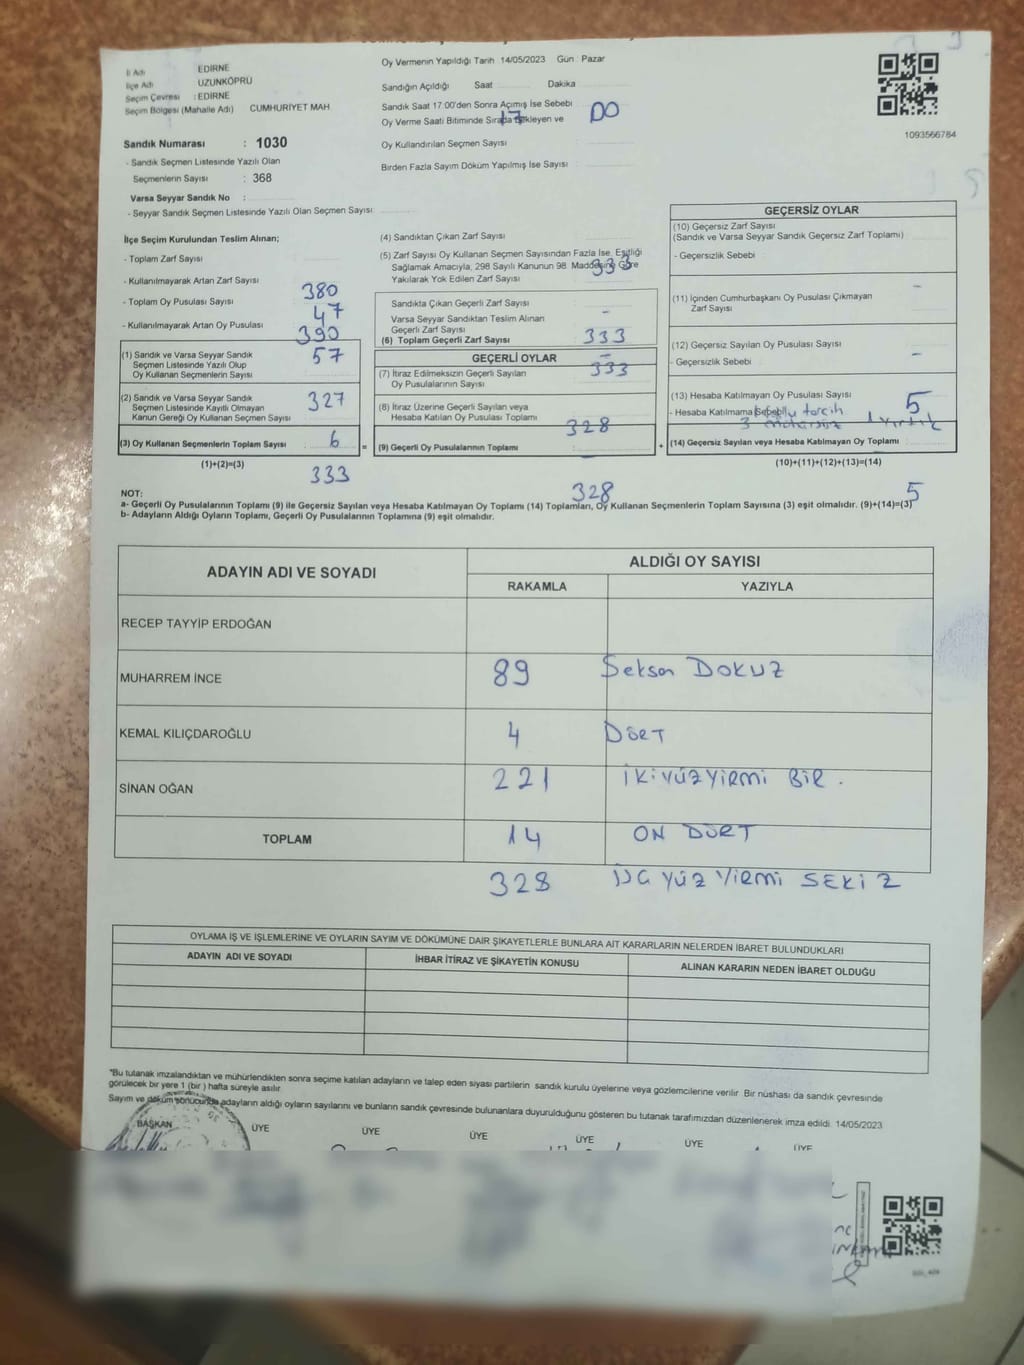 İl Adı EDİRNE
İlçe Adı UZUNKÖPRÜ
Seçim Çevresi : EDİRNE
Seçim Bölgesi (Mahalle Adı) CUMHURİYET MAH.
Sandık Numarası : 1030
- Sandık Seçmen Listesinde Yazılı Olan
Seçmenlerin Sayısı : 368
Varsa Seyyar Sandık No :
- Seyyar Sandık Seçmen Listesinde Yazılı Olan Seçmen Sayısı:
Oy Vermenin Yapıldığı Tarih 14/05/2023 Gün : Pazar
Sandığın Açıldığı Saat Dakika
Sandık Saat 17:00'den Sonra Açımış İse Sebebi
17 00
Oy Verme Saati Bitiminde Sırada Bekleyen ve
Oy Kullandırılan Seçmen Sayısı
Birden Fazla Sayım Döküm Yapılmış İse Sayısı
1093566784
İlçe Seçim Kurulundan Teslim Alınan;
- Toplam Zarf Sayısı
- Kullanılmayarak Artan Zarf Sayısı
380
- Toplam Oy Pusulası Sayısı
47
- Kullanılmayarak Artan Oy Pusulası
390
(1) Sandık ve Varsa Seyyar Sandık
Seçmen Listesinde Yazılı Olup
Oy Kullanan Seçmenlerin Sayısı
57
(2) Sandık ve Varsa Seyyar Sandık
Seçmen Listesinde Kayıtlı Olmayan
Kanun Gereği Oy Kullanan Seçmen Sayısı
327
(3) Oy Kullanan Seçmenlerin Toplam Sayısı 6 =
(1)+(2)=(3)
333
(4) Sandıktan Çıkan Zarf Sayısı
(5) Zarf Sayısı Oy Kullanan Seçmen Sayısından Fazla İse, Eşitliği
Sağlamak Amacıyla, 298 Sayılı Kanunun 98. Maddesine Göre
Yakılarak Yok Edilen Zarf Sayısı
333
Sandıkta Çıkan Geçerli Zarf Sayısı
-
Varsa Seyyar Sandıktan Teslim Alınan
Geçerli Zarf Sayısı
(6) Toplam Geçerli Zarf Sayısı 333
GEÇERLİ OYLAR -
(7) İtiraz Edilmeksizin Geçerli Sayılan
Oy Pusulalarının Sayısı
333
(8) İtiraz Üzerine Geçerli Sayılan veya
Hesaba Katılan Oy Pusulası Toplamı
328
(9) Geçerli Oy Pusulalarının Toplamı +
328
GEÇERSİZ OYLAR
(10) Geçersiz Zarf Sayısı
(Sandık ve Varsa Seyyar Sandık Geçersiz Zarf Toplamı)
- Geçersizlik Sebebi
-
(11) İçinden Cumhurbaşkanı Oy Pusulası Çıkmayan
Zarf Sayısı
-
(12) Geçersiz Sayılan Oy Pusulası Sayısı
- Geçersizlik Sebebi
-
(13) Hesaba Katılmayan Oy Pusulası Sayısı
- Hesaba Katılmama Sebebi tercih 5
3 mühürsüz 1 yırtık
(14) Geçersiz Sayılan veya Hesaba Katılmayan Oy Toplamı
(10)+(11)+(12)+(13)=(14)
5
NOT:
a- Geçerli Oy Pusulalarının Toplamı (9) ile Geçersiz Sayılan veya Hesaba Katılmayan Oy Toplamı (14) Toplamları, Oy Kullanan Seçmenlerin Toplam Sayısına (3) eşit olmalıdır. (9)+(14)=(3)
b- Adayların Aldığı Oyların Toplamı, Geçerli Oy Pusulalarının Toplamına (9) eşit olmalıdır.
ADAYIN ADI VE SOYADI ALDIĞI OY SAYISI
RAKAMLA YAZIYLA
RECEP TAYYİP ERDOĞAN
MUHARREM İNCE 89 Seksen DOKUZ
KEMAL KILIÇDAROĞLU 4 DÖRT
SİNAN OĞAN 221 İKİYÜZYİRMİ BİR.
TOPLAM 14 ON DÖRT
328 ÜÇ YÜZ YİRMİ SEKİZ
OYLAMA İŞ VE İŞLEMLERINE VE OYLARIN SAYIM VE DÖKÜMÜNE DAİR ŞİKAYETLERLE BUNLARA AİT KARARLARIN NELERDEN İBARET BULUNDUKLARI
ADAYIN ADI VE SOYADI İHBAR İTİRAZ VE ŞİKAYETİN KONUSU ALINAN KARARIN NEDEN İBARET OLDUĞU
*Bu tutanak imzalandıktan ve mühürlendikten sonra seçime katılan adayların ve talep eden siyasi partilerin sandık kurulu üyelerine veya gözlemcilerine verilir. Bir nüshası da sandık çevresinde
görülecek bir yere 1 (bir ) hafta süreyle asılır.
Sayım ve döküm sonucunda adayların aldığı oyların sayılarını ve bunların sandık çevresinde bulunanlara duyurulduğunu gösteren bu tutanak tarafımızdan düzenlenerek imza edildi. 14/05/2023
BAŞKAN ÜYE ÜYE ÜYE ÜYE ÜYE ÜYE